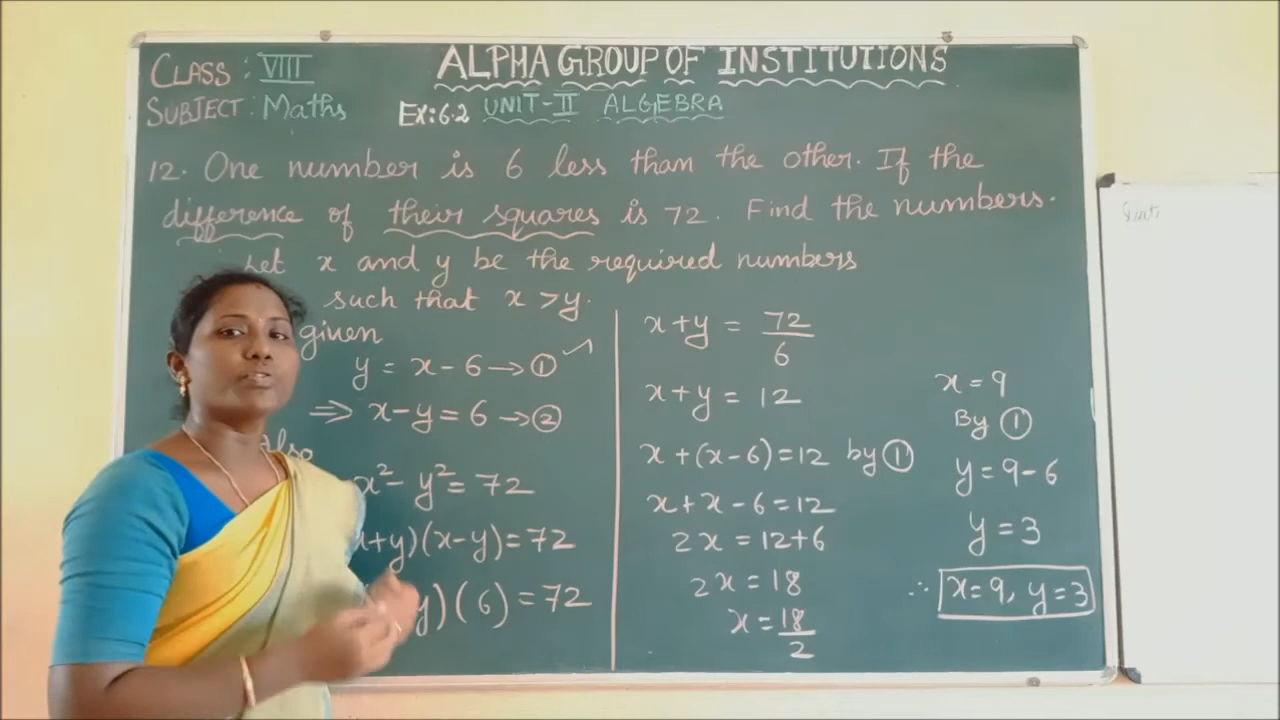 CLASS : VIII
SUBJECT : Maths
ALPHA GROUP OF INSTITUTIONS
Ex: 6.2 UNIT-II ALGEBRA
12. One number is 6 less than the other. If the
difference of their squares is 72. Find the numbers.
Let x and y be the required numbers
such that x > y.
given
y = x - 6 → ①
⇒ x - y = 6 → ②
Also
x² - y² = 72
x+y)(x-y) = 72
y)(6) = 72
x+y = 72/6
x+y = 12
x+(x-6) = 12 by ①
x+x-6 = 12
2x = 12+6
2x = 18
x = 18/2
x = 9
By ①
y = 9-6
y = 3
∴ x = 9, y = 3